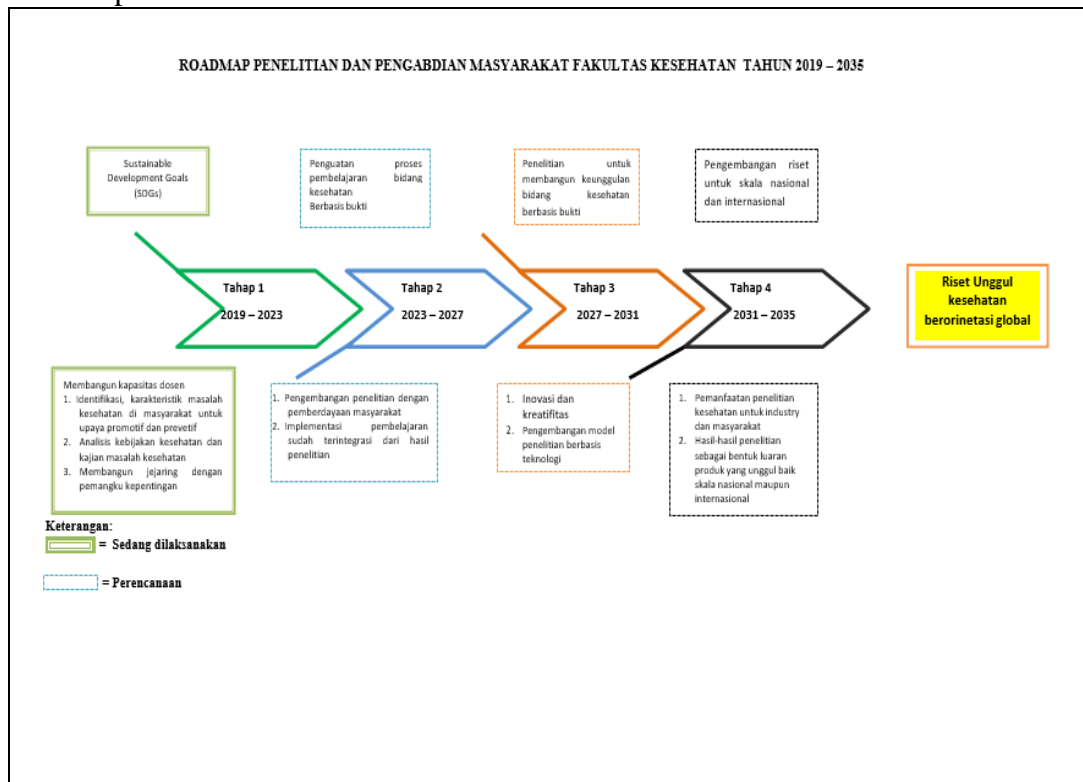 ROADMAP PENELITIAN DAN PENGABDIAN MASYARAKAT FAKULTAS KESEHATAN TAHUN 2019 – 2035
Sustainable
Development Goals
(SDGs)
Penguatan proses
pembelajaran bidang
kesehatan
Berbasis bukti
Penelitian untuk
membangun keunggulan
bidang kesehatan
berbasis bukti
Pengembangan riset
untuk skala nasional
dan internasional
Tahap 1
2019 – 2023
Tahap 2
2023 – 2027
Tahap 3
2027 – 2031
Tahap 4
2031 – 2035
Riset Unggul
kesehatan
berorinetasi global
Membangun kapasitas dosen
1. Identifikasi, karakteristik masalah
kesehatan di masyarakat untuk
upaya promotif dan prevetif
2. Analisis kebijakan kesehatan dan
kajian masalah kesehatan
3. Membangun jejaring dengan
pemangku kepentingan
1. Pengembangan penelitian dengan
pemberdayaan masyarakat
2. Implementasi pembelajaran
sudah terintegrasi dari hasil
penelitian
1. Inovasi dan
kreatifitas
2. Pengembangan model
penelitian berbasis
teknologi
1. Pemanfaatan penelitian
kesehatan untuk industry
dan masyarakat
2. Hasil-hasil penelitian
sebagai bentuk luaran
produk yang unggul baik
skala nasional maupun
internasional
Keterangan:
= Sedang dilaksanakan
= Perencanaan